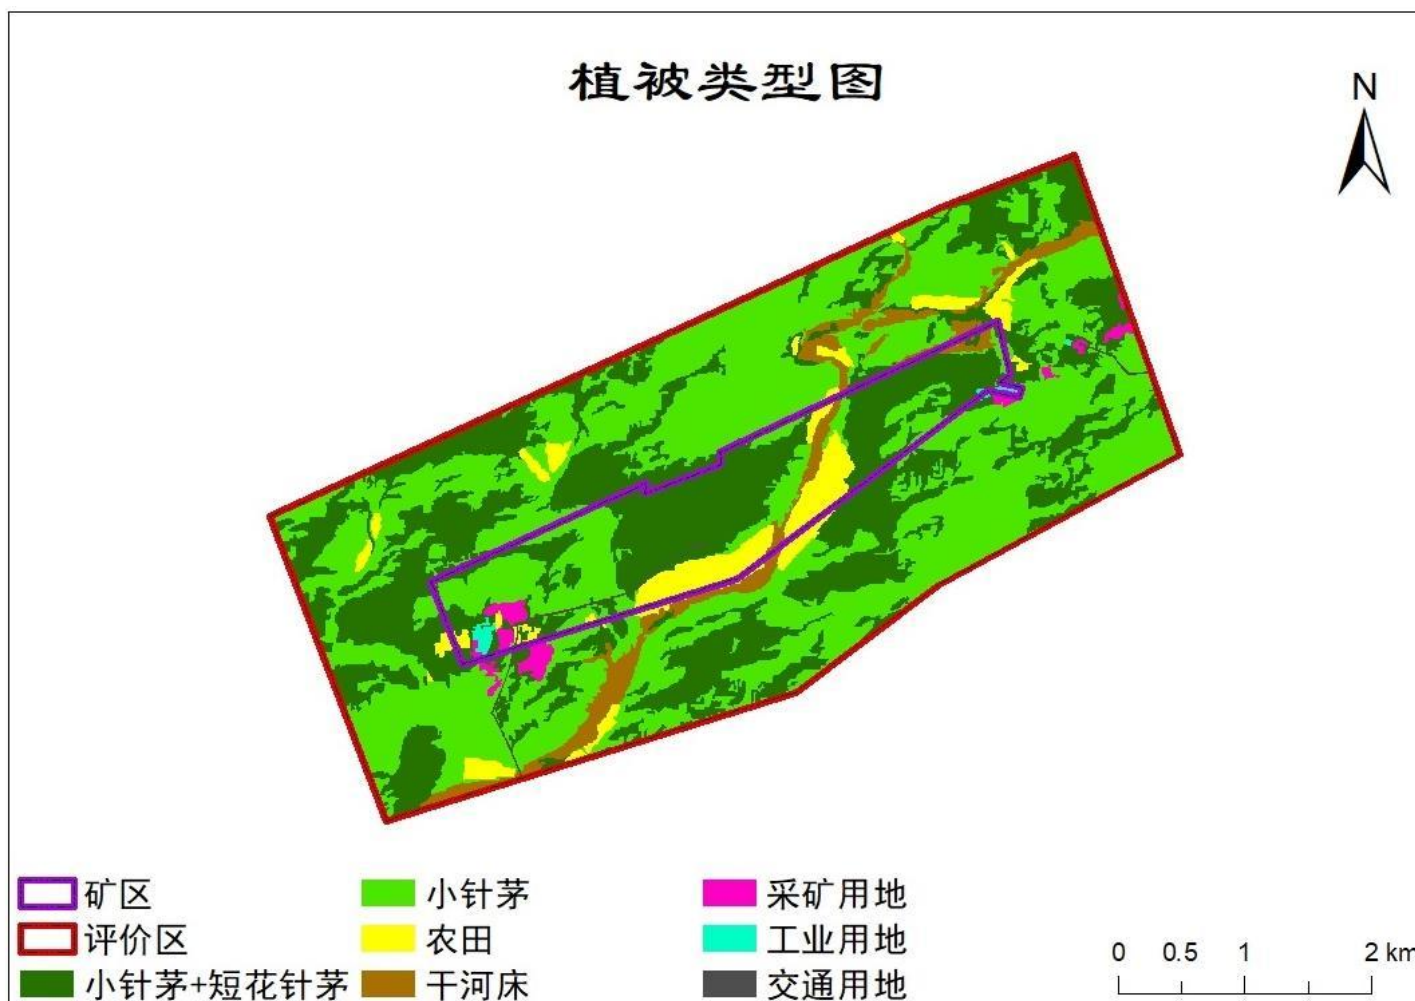 植被类型图
N
矿区
小针茅
采矿用地
评价区
农田
工业用地
小针茅+短花针茅
干河床
交通用地
0 0.5 1 2 km